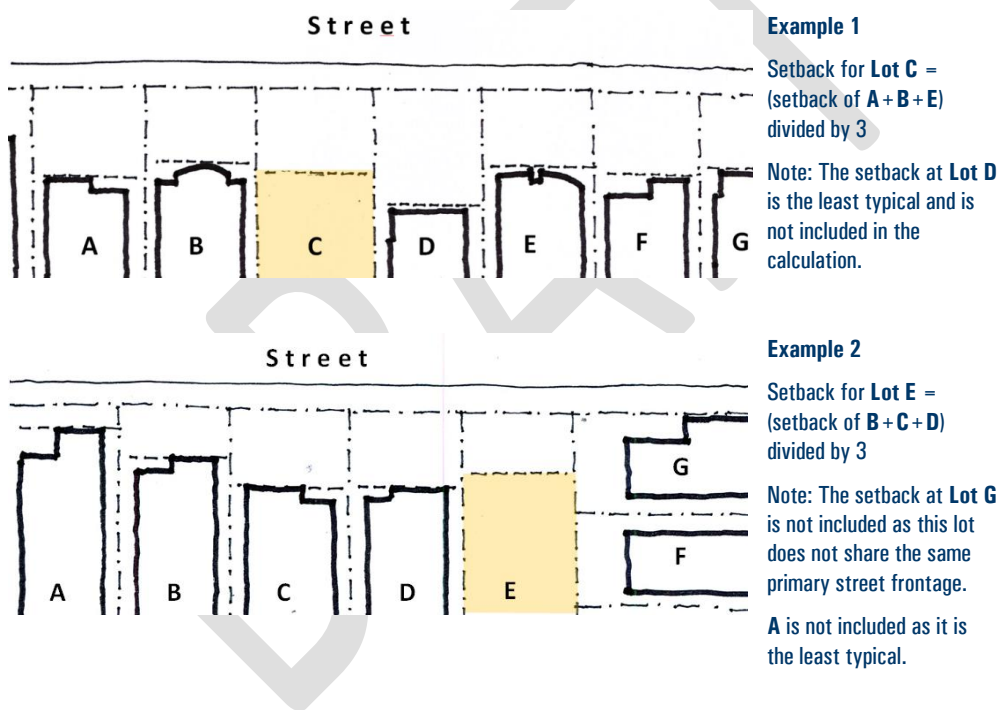 Street
A
B
C
D
E
F
G
Example 1
Setback for Lot C =
(setback of A+B+E)
divided by 3
Note: The setback at Lot D
is the least typical and is
not included in the
calculation.
Street
A
B
C
D
E
G
F
Example 2
Setback for Lot E =
(setback of B+C+D)
divided by 3
Note: The setback at Lot G
is not included as this lot
does not share the same
primary street frontage.
A is not included as it is
the least typical.